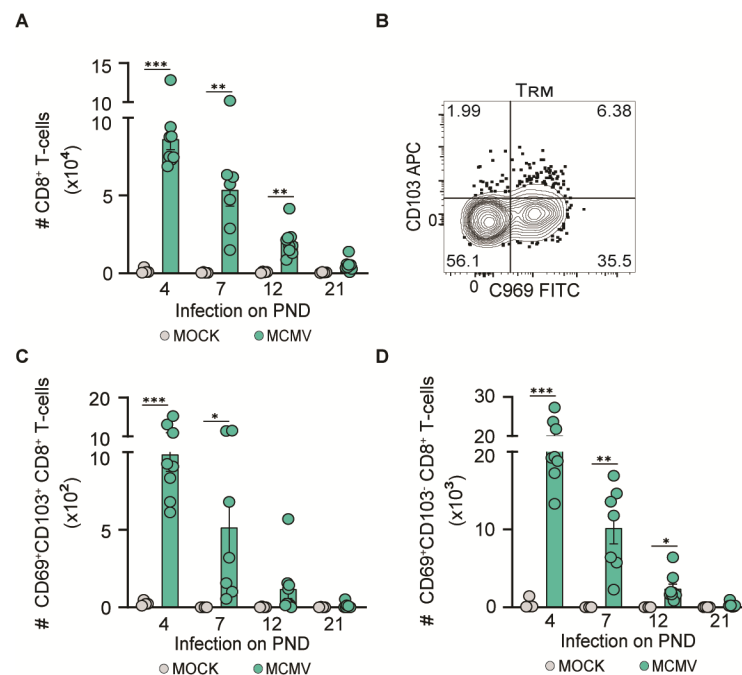 A
# CD8+ T-cells
(x10⁴)
15
10
10
5
0
***
**
**
4 7 12 21
Infection on PND
MOCK MCMV
B
TRM
1.99 6.38
CD103 APC
0
56.1 35.5
0 C969 FITC
C
# CD69⁺CD103⁺ CD8⁺ T-cells
(x10²)
20
10
10
5
0
***
*
4 7 12 21
Infection on PND
MOCK MCMV
D
# CD69⁺CD103⁻ CD8⁺ T-cells
(x10³)
30
20
20
10
0
***
**
*
4 7 12 21
Infection on PND
MOCK MCMV